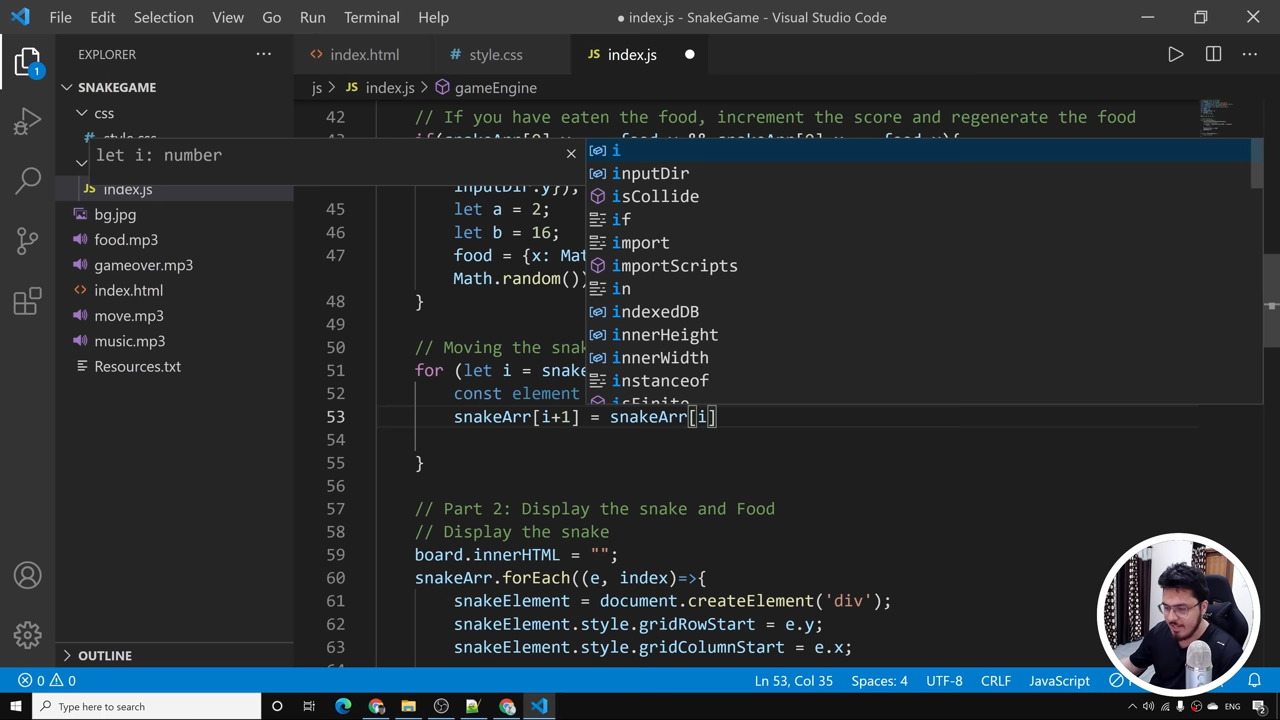 File Edit Selection View Go Run Terminal Help
● index.js - SnakeGame - Visual Studio Code
EXPLORER
index.html
style.css
JS index.js
1
SNAKEGAME
js > JS index.js > gameEngine
css
style.css
JS index.js
bg.jpg
food.mp3
gameover.mp3
index.html
move.mp3
music.mp3
Resources.txt
OUTLINE
let i: number
i
inputDir
isCollide
if
import
importScripts
in
indexedDB
innerHeight
innerWidth
instanceof
isFinite
42 // If you have eaten the food, increment the score and regenerate the food
inputDir.y});
45 let a = 2;
46 let b = 16;
47 food = {x: Mat
Math.random())
48 }
49
50 // Moving the snak
51 for (let i = snake
52 const element
53 snakeArr[i+1] = snakeArr[i]
54
55 }
56
57 // Part 2: Display the snake and Food
58 // Display the snake
59 board.innerHTML = "";
60 snakeArr.forEach((e, index)=>{
61 snakeElement = document.createElement('div');
62 snakeElement.style.gridRowStart = e.y;
63 snakeElement.style.gridColumnStart = e.x;
0 0 Ln 53, Col 35 Spaces: 4 UTF-8 CRLF JavaScript
Type here to search
ENG
2